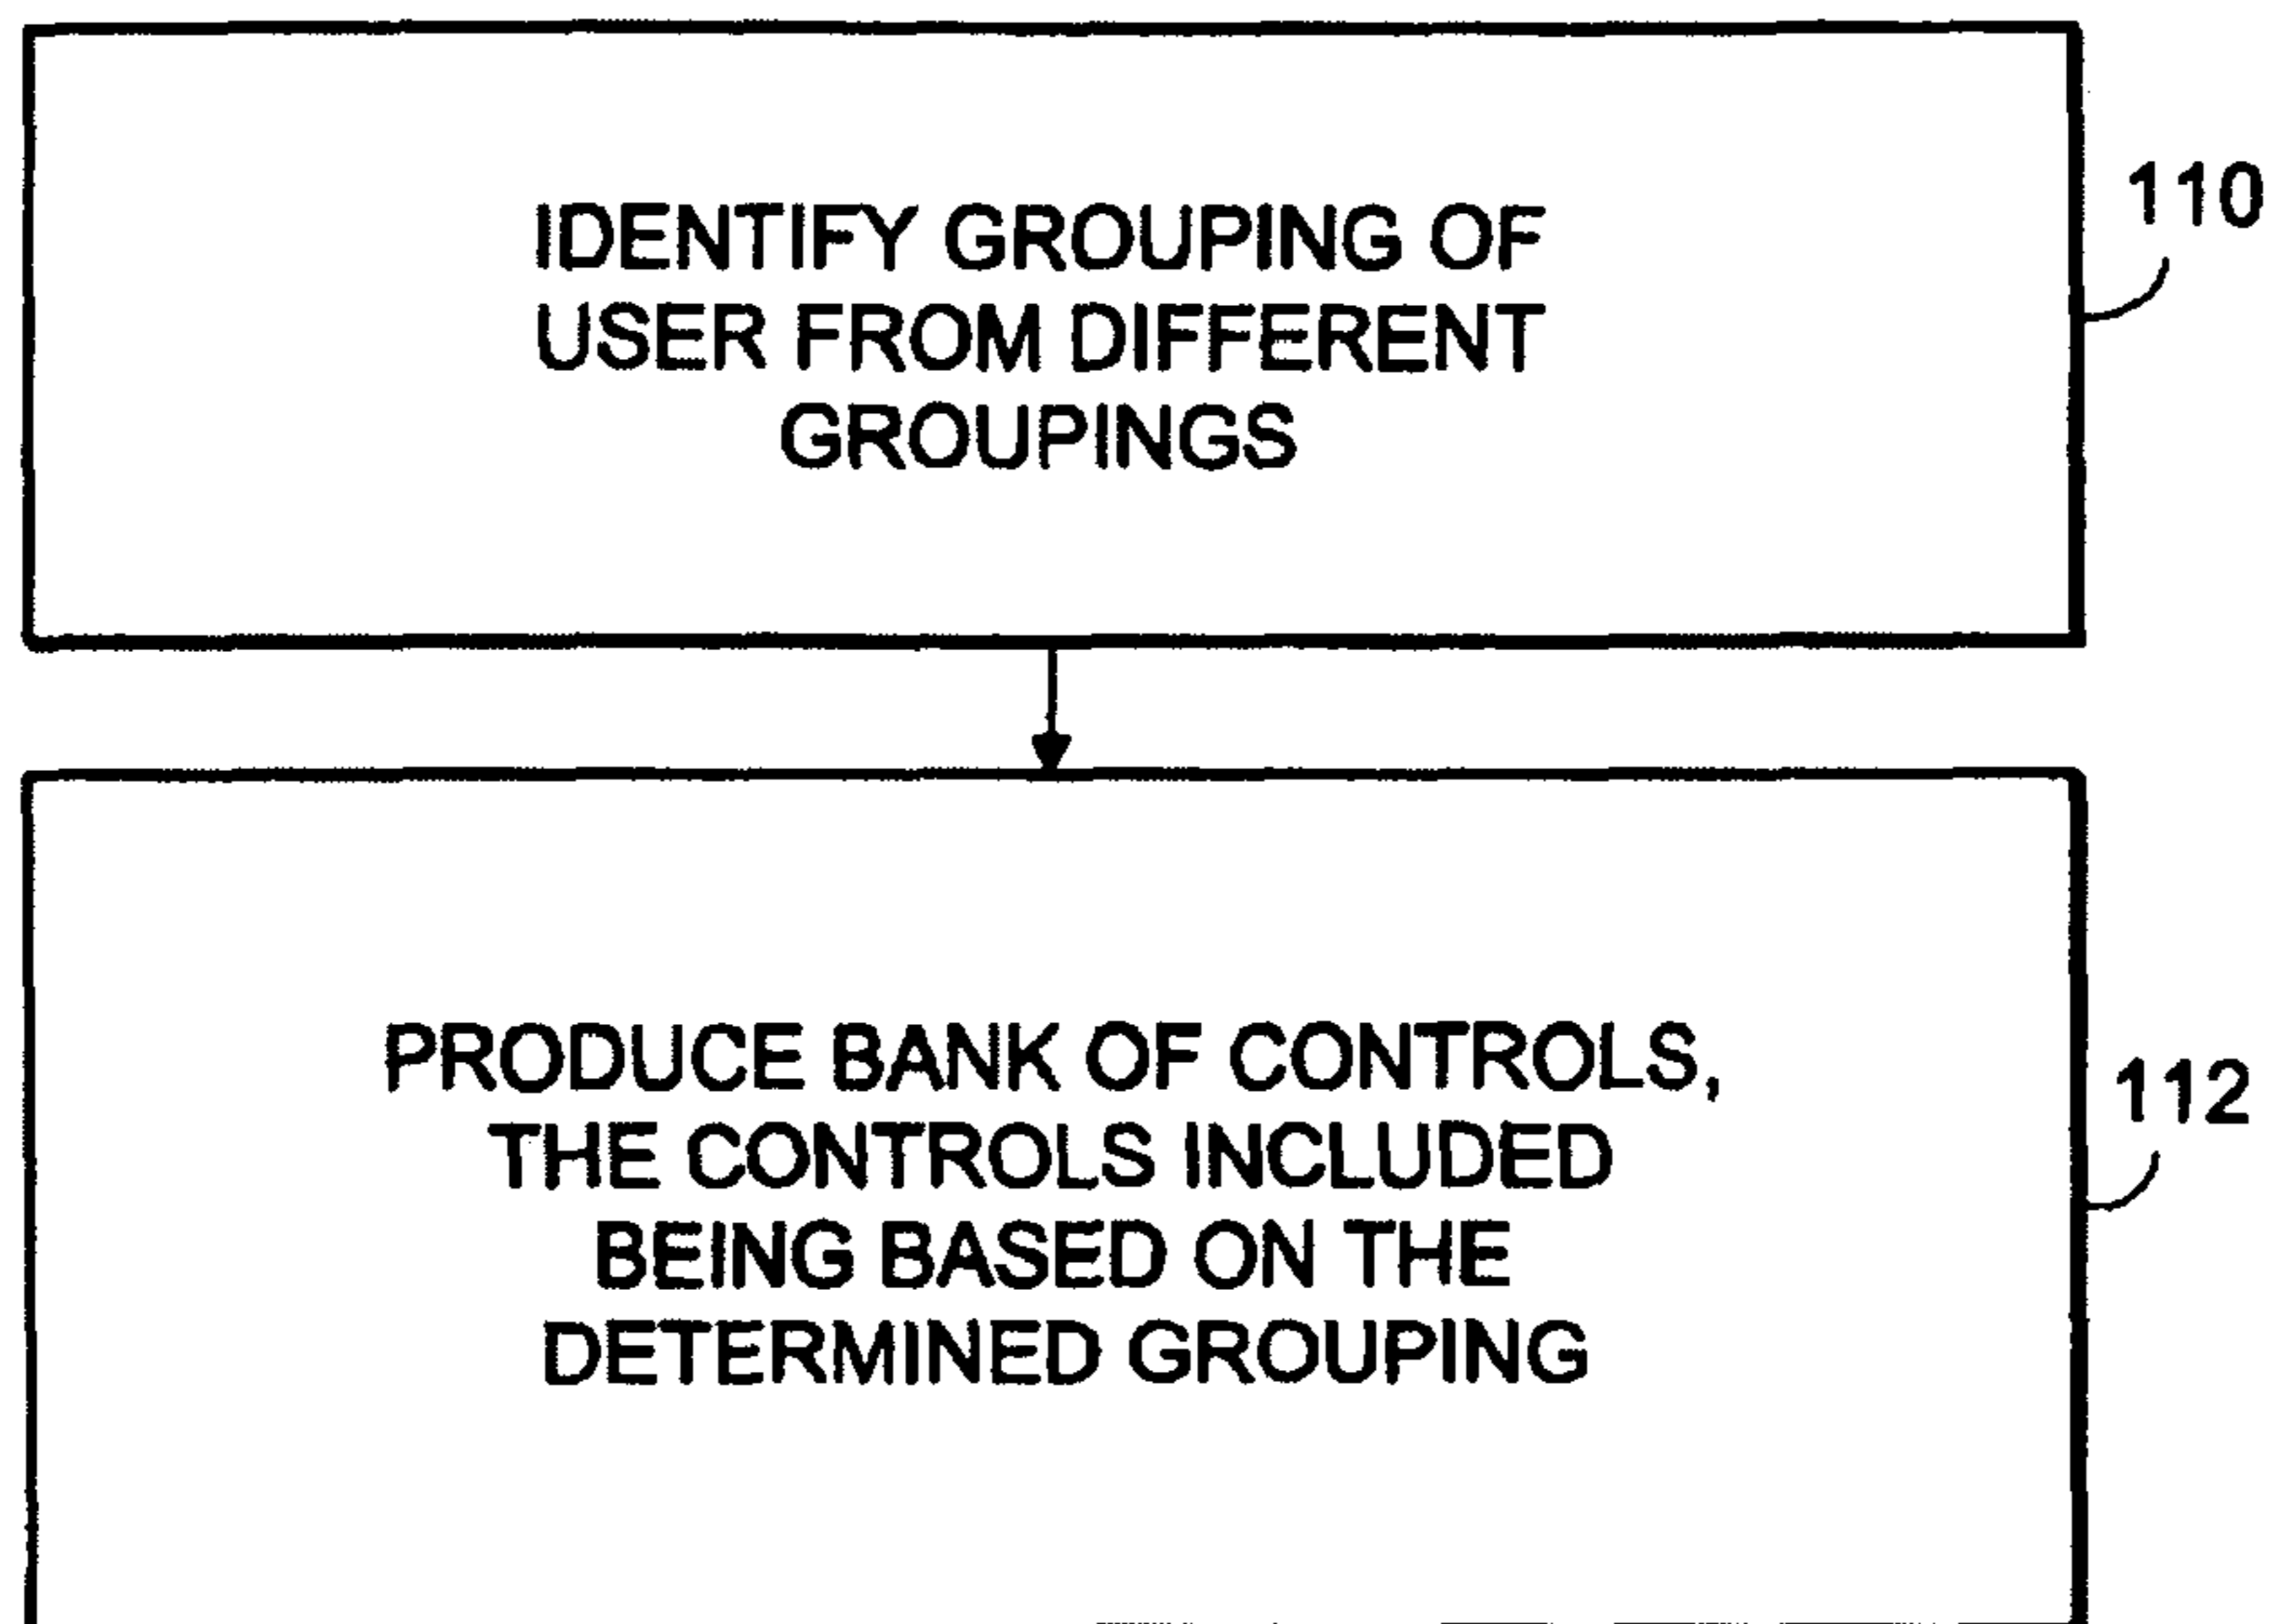 IDENTIFY GROUPING OF
USER FROM DIFFERENT
GROUPINGS
110
PRODUCE BANK OF CONTROLS,
THE CONTROLS INCLUDED
BEING BASED ON THE
DETERMINED GROUPING
112